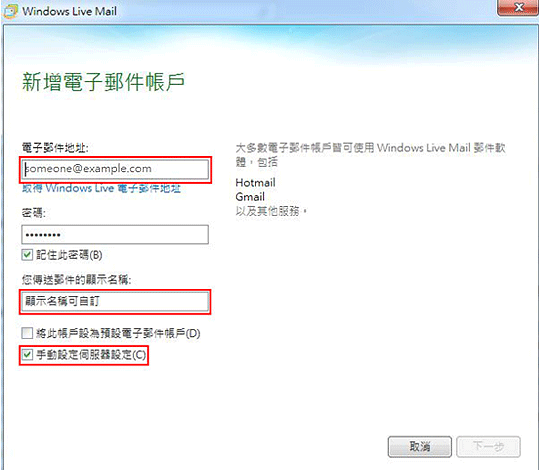 Windows Live Mail
新增電子郵件帳戶
電子郵件地址:
someone@example.com
取得 Windows Live 電子郵件地址
密碼:
••••••••
記住此密碼(B)
您傳送郵件的顯示名稱:
顯示名稱可自訂
將此帳戶設為預設電子郵件帳戶(D)
手動設定伺服器設定(C)
大多數電子郵件帳戶皆可使用 Windows Live Mail 郵件軟
體，包括
Hotmail
Gmail
以及其他服務。
取消
下一步